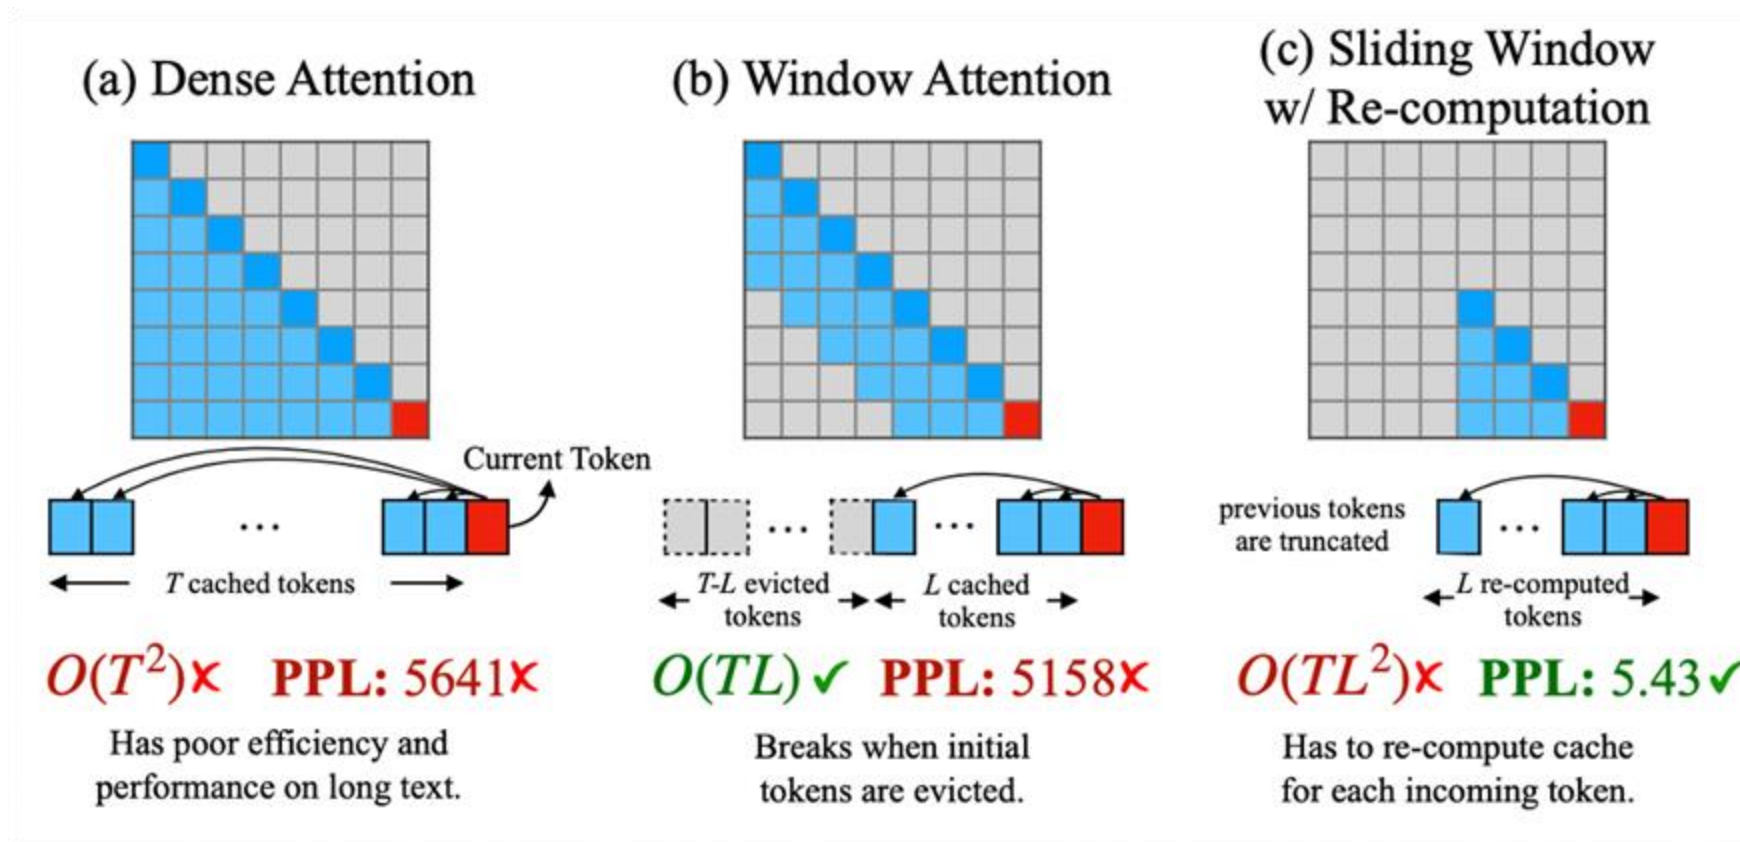 (a) Dense Attention
Current Token
...
T cached tokens
O(T²)✗ PPL: 5641✗
Has poor efficiency and
performance on long text.
(b) Window Attention
... ...
T-L evicted
tokens
L cached
tokens
O(TL) ✓ PPL: 5158✗
Breaks when initial
tokens are evicted.
(c) Sliding Window
w/ Re-computation
previous tokens
are truncated
...
L re-computed
tokens
O(TL²)✗ PPL: 5.43 ✓
Has to re-compute cache
for each incoming token.